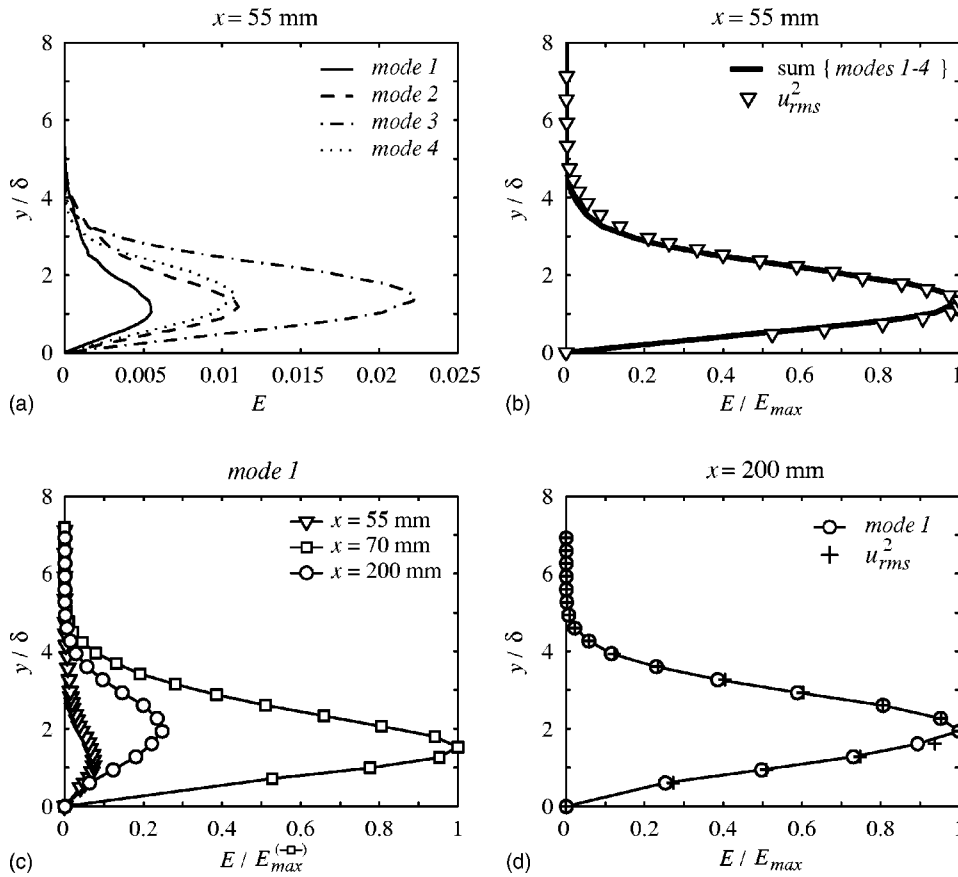 x = 55 mm
8
6
4
2
0
y / δ
mode 1
mode 2
mode 3
mode 4
0 0.005 0.01 0.015 0.02 0.025
(a) E
x = 55 mm
8
6
4
2
0
y / δ
sum { modes 1-4 }
u²rms
0 0.2 0.4 0.6 0.8 1
(b) E / Emax
mode 1
8
6
4
2
0
y / δ
x = 55 mm
x = 70 mm
x = 200 mm
0 0.2 0.4 0.6 0.8 1
(c) E / Emax(-□-)
x = 200 mm
8
6
4
2
0
y / δ
mode 1
u²rms
0 0.2 0.4 0.6 0.8 1
(d) E / Emax